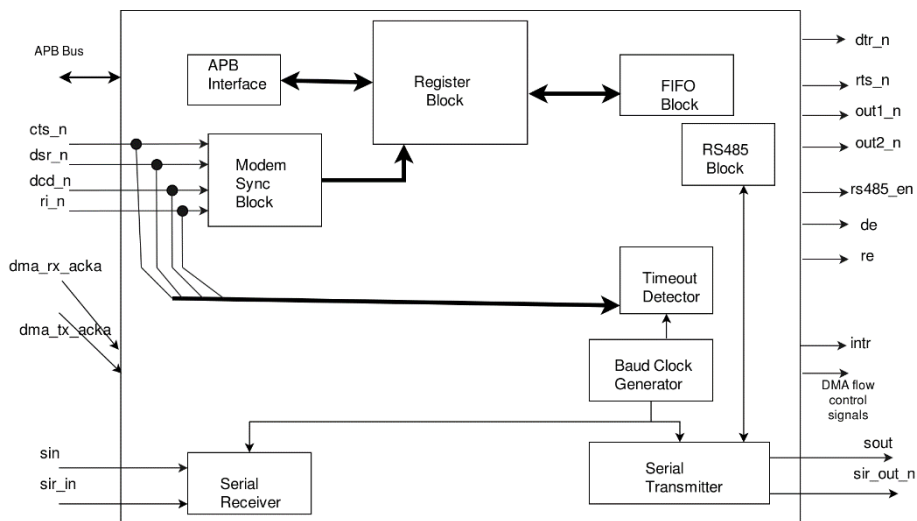 APB Bus
APB
Interface
Register
Block
FIFO
Block
dtr_n
rts_n
out1_n
out2_n
cts_n
dsr_n
dcd_n
ri_n
Modem
Sync
Block
RS485
Block
rs485_en
de
re
dma_rx_acka
dma_tx_acka
Timeout
Detector
Baud Clock
Generator
intr
DMA flow
control
signals
sin
sir_in
Serial
Receiver
Serial
Transmitter
sout
sir_out_n